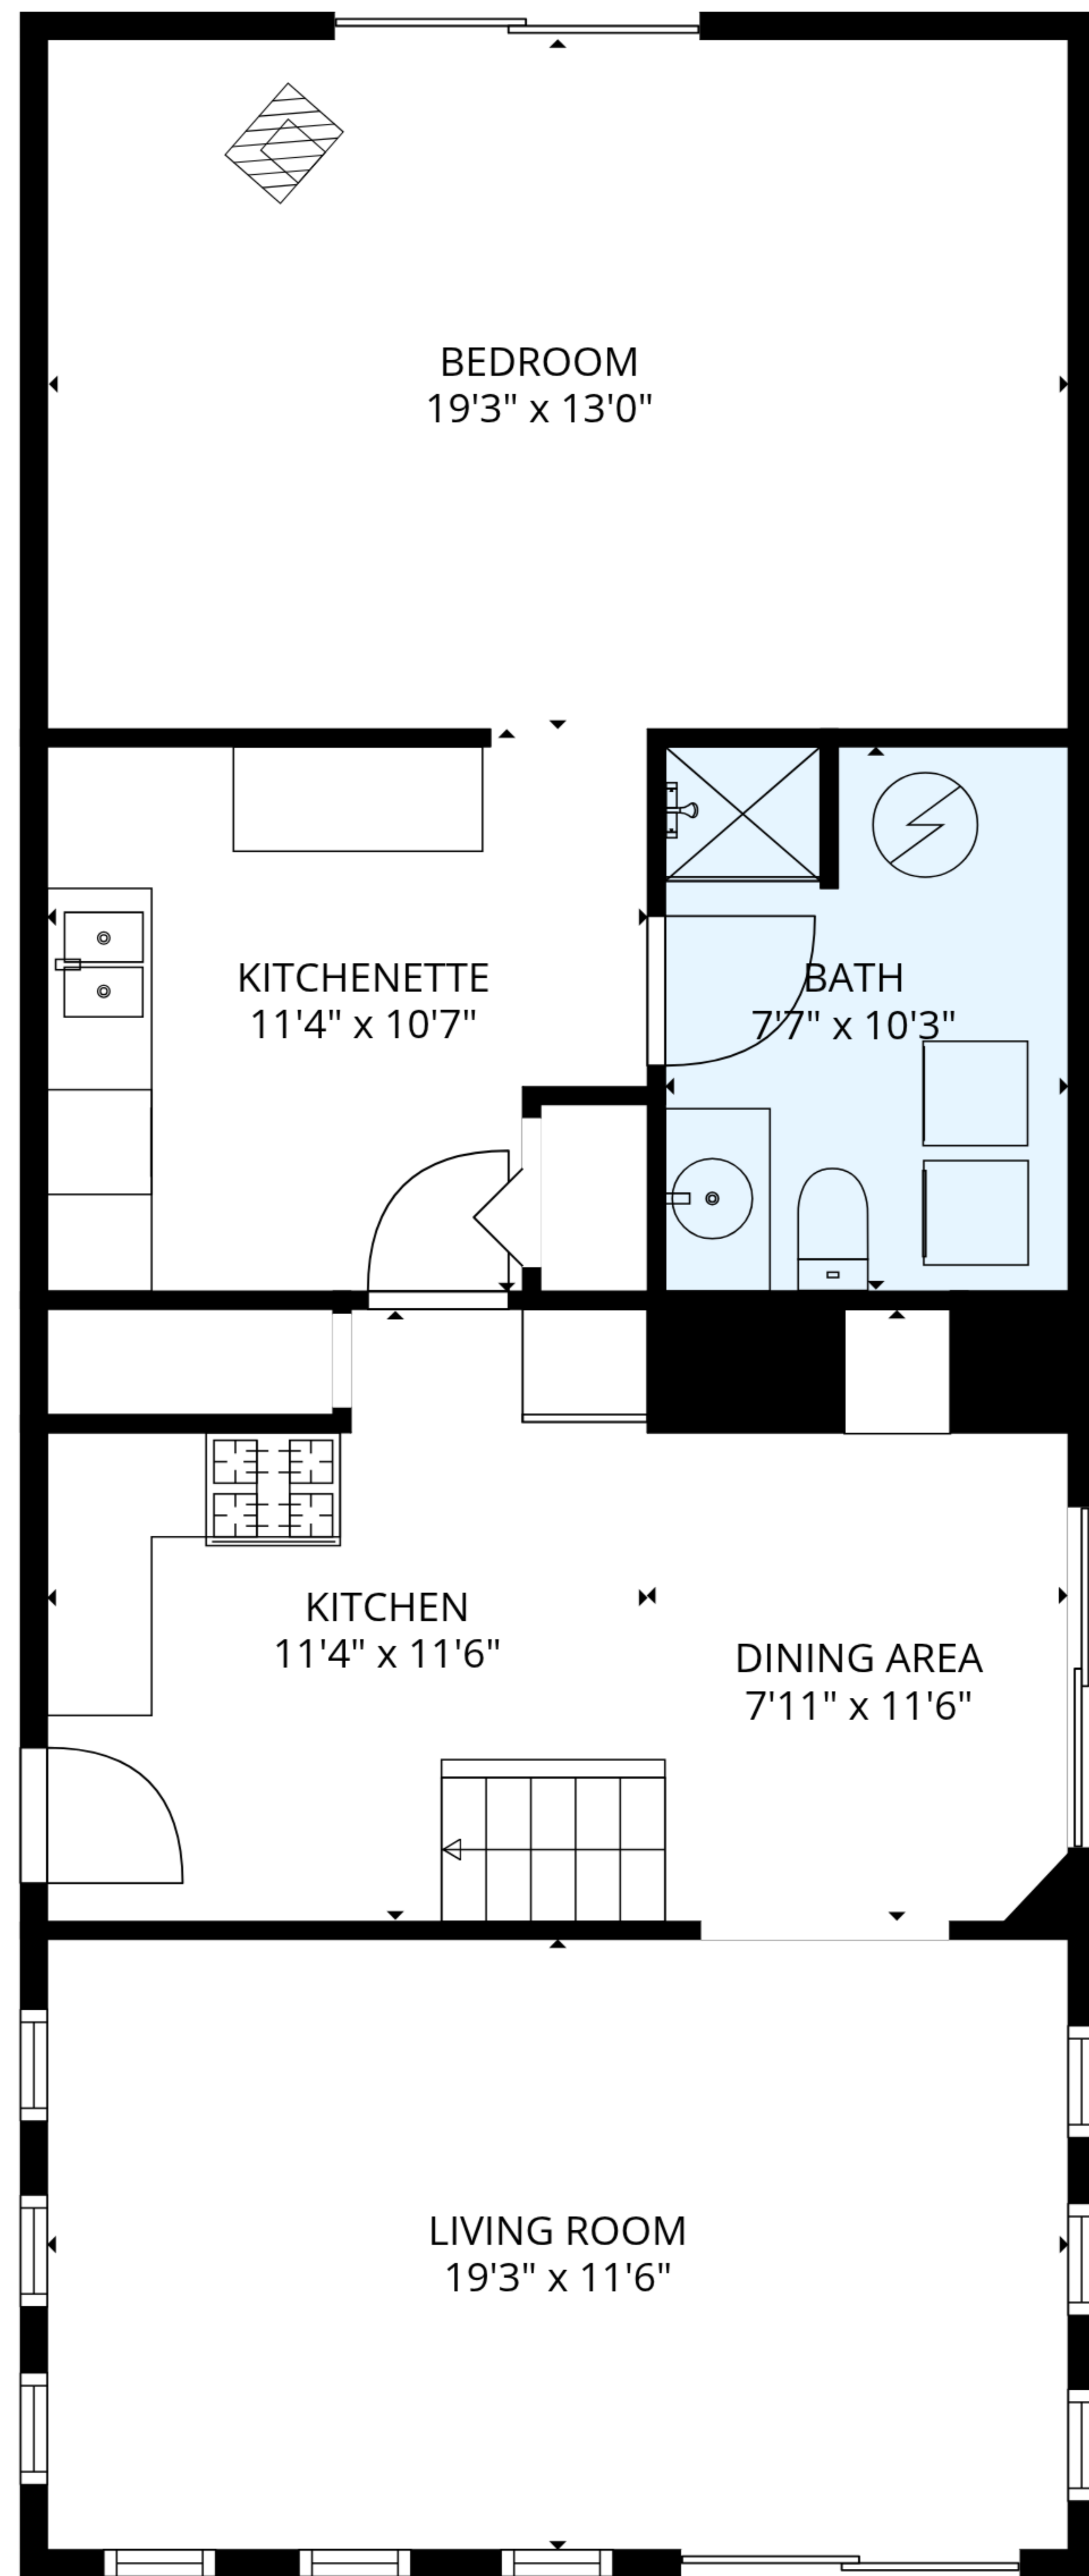 BEDROOM
19'3" x 13'0"
KITCHENETTE
11'4" x 10'7"
BATH
7'7" x 10'3"
KITCHEN
11'4" x 11'6"
DINING AREA
7'11" x 11'6"
LIVING ROOM
19'3" x 11'6"